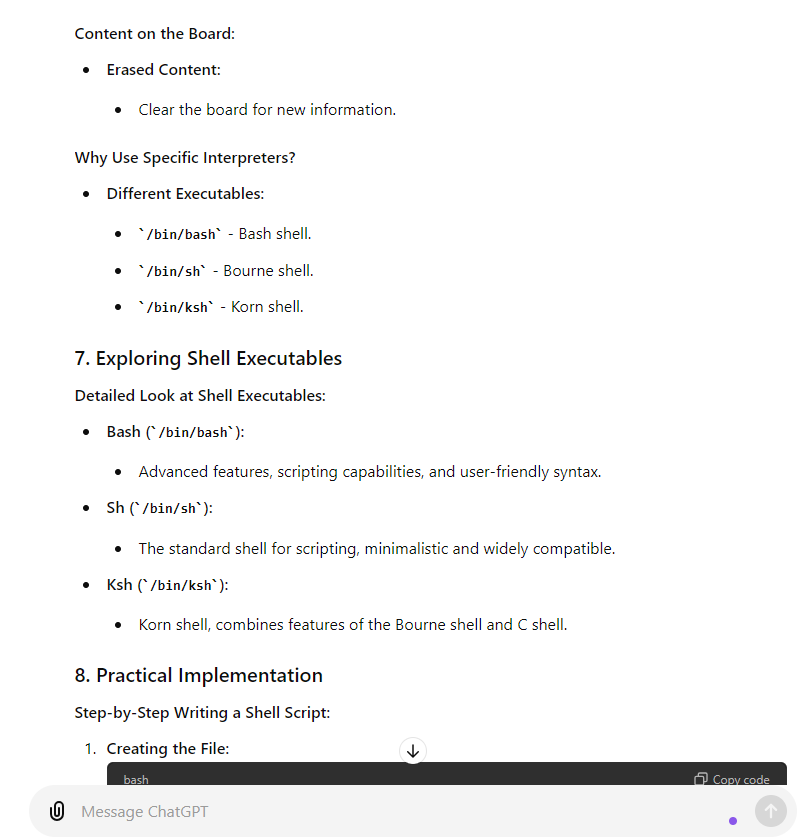 Content on the Board:
Erased Content:
Clear the board for new information.
Why Use Specific Interpreters?
Different Executables:
`/bin/bash` - Bash shell.
`/bin/sh` - Bourne shell.
`/bin/ksh` - Korn shell.
7. Exploring Shell Executables
Detailed Look at Shell Executables:
Bash (`/bin/bash`):
Advanced features, scripting capabilities, and user-friendly syntax.
Sh (`/bin/sh`):
The standard shell for scripting, minimalistic and widely compatible.
Ksh (`/bin/ksh`):
Korn shell, combines features of the Bourne shell and C shell.
8. Practical Implementation
Step-by-Step Writing a Shell Script:
1. Creating the File:
bash Copy code
Message ChatGPT